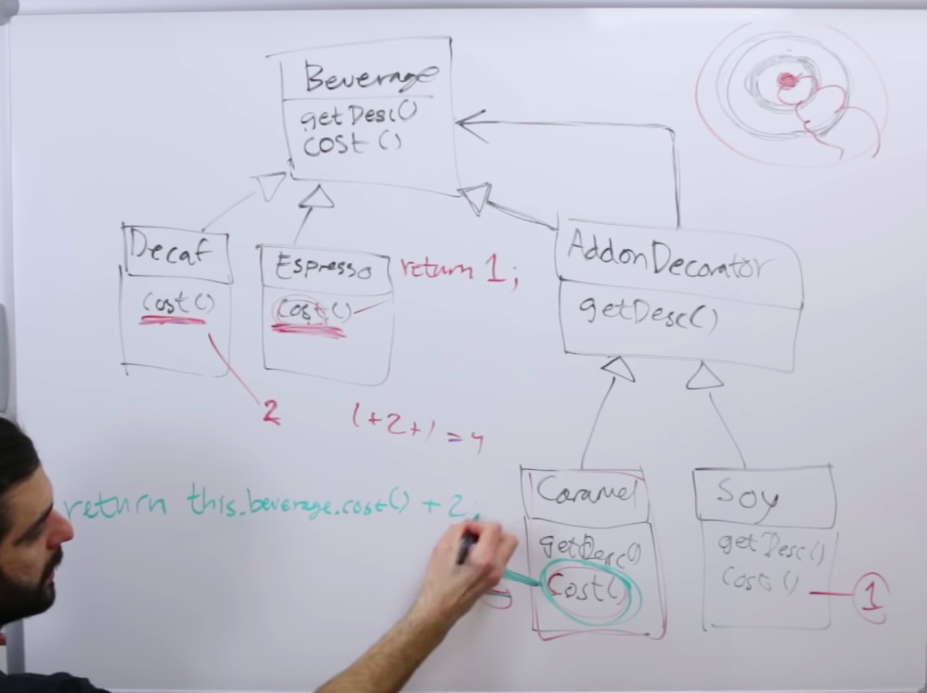 Beverage
getDesc()
cost()
Decaf
cost()
Espresso
cost()
return 1;
AddonDecorator
getDesc()
2
1+2+1=4
return this.beverage.cost() + 2
Caramel
getDesc()
Cost()
Soy
getDesc()
cost()
1